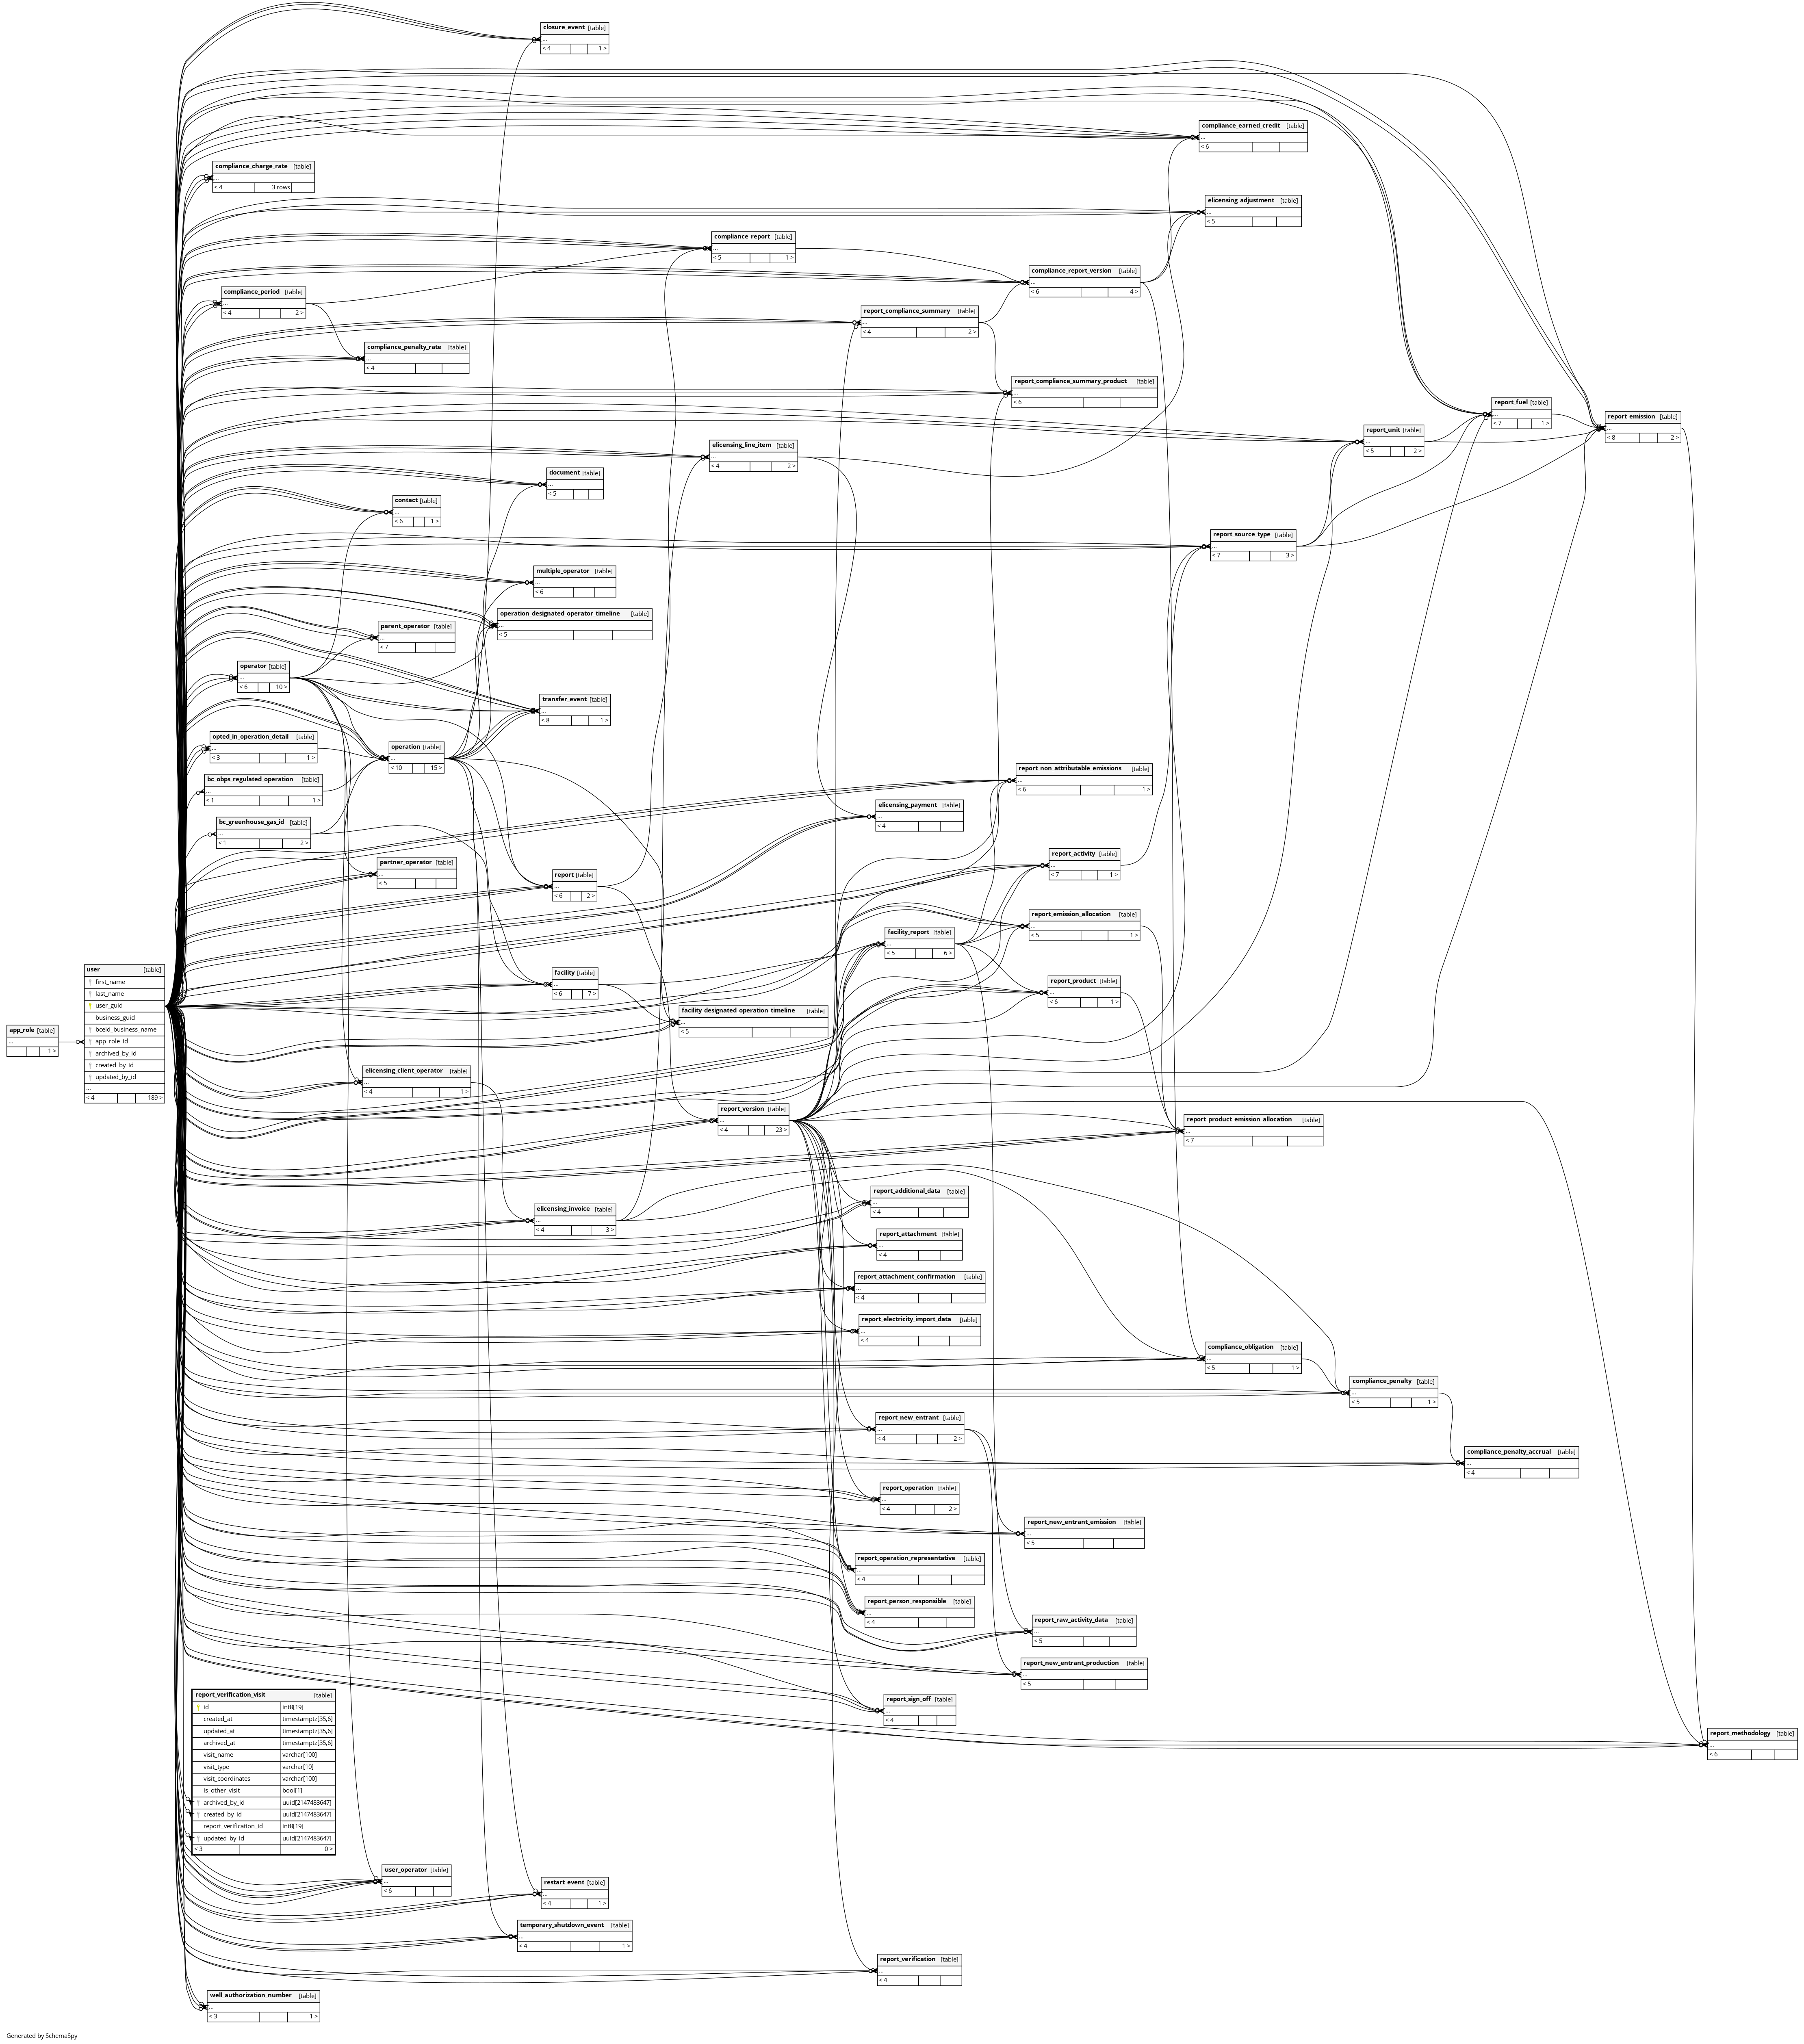 closure_event [table]
...
< 4 1 >
compliance_earned_credit [table]
...
< 6
compliance_charge_rate [table]
...
< 4 3 rows
elicensing_adjustment [table]
...
< 5
compliance_report [table]
...
< 5 1 >
compliance_report_version [table]
...
< 6 4 >
compliance_period [table]
...
< 4 2 >
report_compliance_summary [table]
...
< 4 2 >
compliance_penalty_rate [table]
...
< 4
report_compliance_summary_product [table]
...
< 6
report_fuel [table]
...
< 7 1 >
report_emission [table]
...
< 8 2 >
report_unit [table]
...
< 5 2 >
elicensing_line_item [table]
...
< 4 2 >
document [table]
...
< 5
contact [table]
...
< 6 1 >
report_source_type [table]
...
< 7 3 >
multiple_operator [table]
...
< 6
operation_designated_operator_timeline [table]
...
< 5
parent_operator [table]
...
< 7
operator [table]
...
< 6 10 >
transfer_event [table]
...
< 8 1 >
opted_in_operation_detail [table]
...
< 3 1 >
operation [table]
...
< 10 15 >
report_non_attributable_emissions [table]
...
< 6 1 >
bc_obps_regulated_operation [table]
...
< 1 1 >
elicensing_payment [table]
...
< 4
bc_greenhouse_gas_id [table]
...
< 1 2 >
report_activity [table]
...
< 7 1 >
partner_operator [table]
...
< 5
report [table]
...
< 6 2 >
report_emission_allocation [table]
...
< 5 1 >
facility_report [table]
...
< 5 6 >
user [table]
first_name
last_name
user_guid
business_guid
bceid_business_name
app_role_id
archived_by_id
created_by_id
updated_by_id
...
< 4 189 >
facility [table]
...
< 6 7 >
report_product [table]
...
< 6 1 >
facility_designated_operation_timeline [table]
...
< 5
app_role [table]
...
1 >
elicensing_client_operator [table]
...
< 4 1 >
report_version [table]
...
< 4 23 >
report_product_emission_allocation [table]
...
< 7
report_additional_data [table]
...
< 4
elicensing_invoice [table]
...
< 4 3 >
report_attachment [table]
...
< 4
report_attachment_confirmation [table]
...
< 4
report_electricity_import_data [table]
...
< 4
compliance_obligation [table]
...
< 5 1 >
compliance_penalty [table]
...
< 5 1 >
report_new_entrant [table]
...
< 4 2 >
compliance_penalty_accrual [table]
...
< 4
report_operation [table]
...
< 4 2 >
report_new_entrant_emission [table]
...
< 5
report_operation_representative [table]
...
< 4
report_person_responsible [table]
...
< 4
report_raw_activity_data [table]
...
< 5
report_new_entrant_production [table]
...
< 5
report_sign_off [table]
...
< 4
report_verification_visit [table]
id int8[19]
created_at timestamptz[35,6]
updated_at timestamptz[35,6]
archived_at timestamptz[35,6]
visit_name varchar[100]
visit_type varchar[10]
visit_coordinates varchar[100]
is_other_visit bool[1]
archived_by_id uuid[2147483647]
created_by_id uuid[2147483647]
report_verification_id int8[19]
updated_by_id uuid[2147483647]
< 3 0 >
report_methodology [table]
...
< 6
user_operator [table]
...
< 6
restart_event [table]
...
< 4 1 >
temporary_shutdown_event [table]
...
< 4 1 >
report_verification [table]
...
< 4
well_authorization_number [table]
...
< 3 1 >
Generated by SchemaSpy